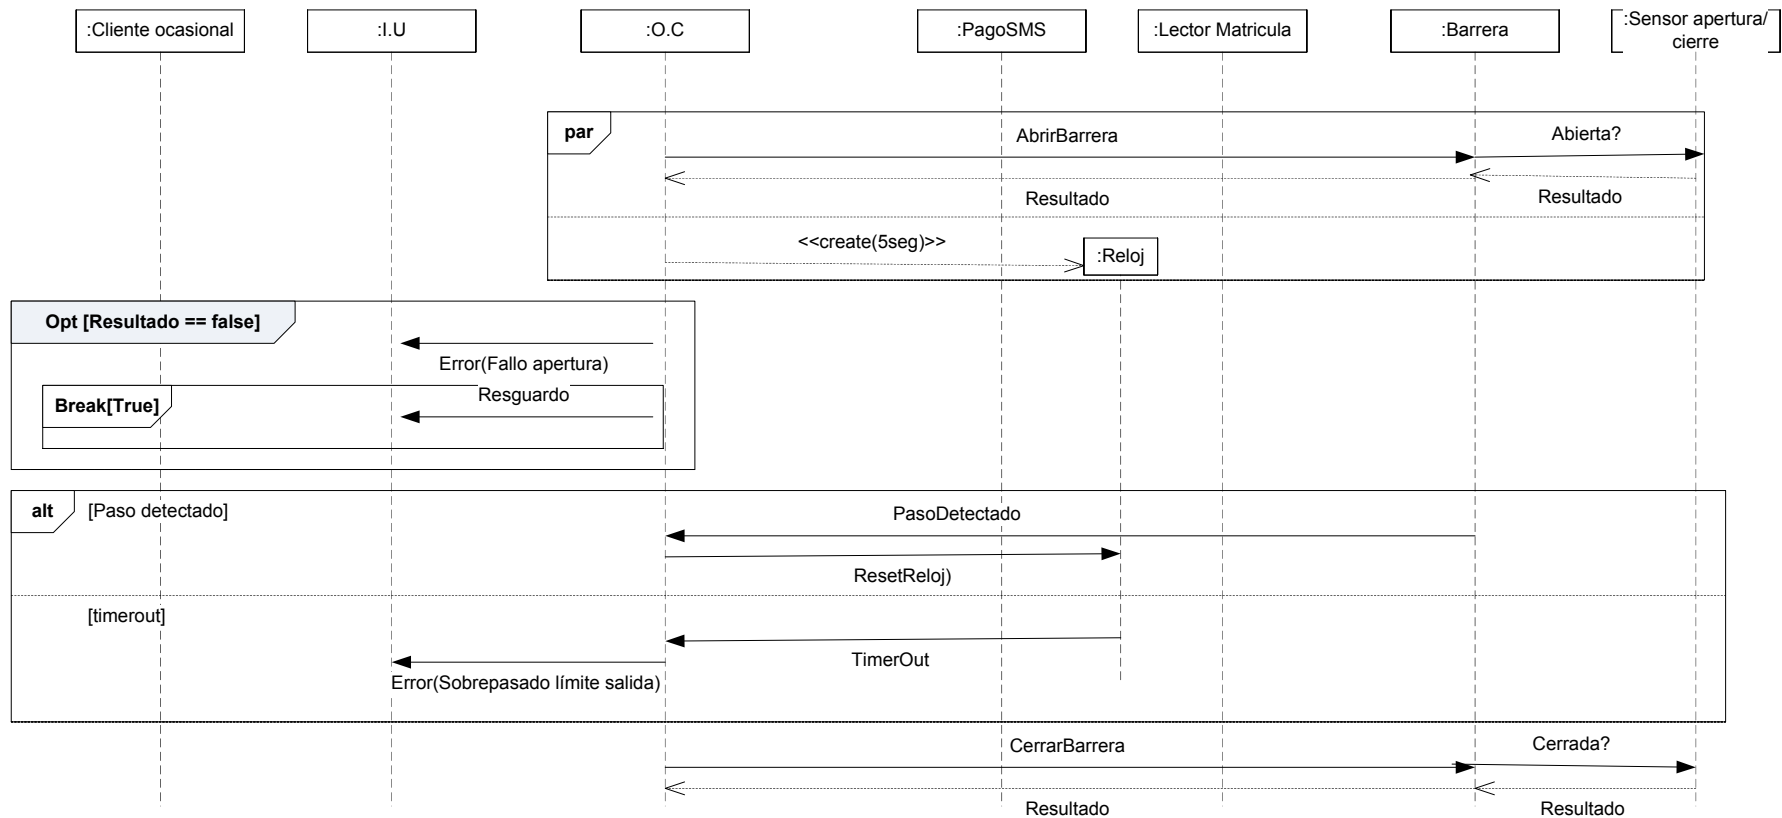 :Cliente ocasional
:I.U
:O.C
:PagoSMS
:Lector Matricula
:Barrera
:Sensor apertura/
cierre
par
AbrirBarrera
Abierta?
Resultado
Resultado
<<create(5seg)>>
:Reloj
Opt [Resultado == false]
Error(Fallo apertura)
Resguardo
Break[True]
alt
[Paso detectado]
PasoDetectado
ResetReloj)
[timerout]
TimerOut
Error(Sobrepasado límite salida)
CerrarBarrera
Cerrada?
Resultado
Resultado